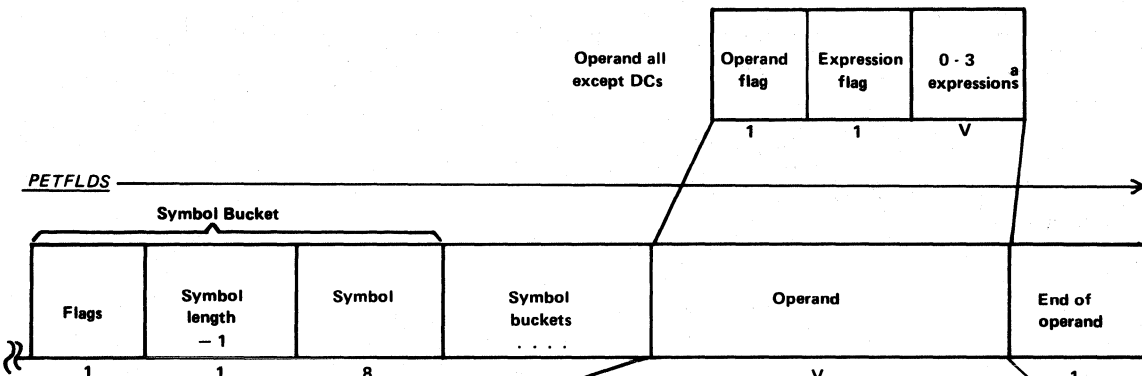 Operand all
except DCs
Operand
flag
Expression
flag
0 - 3
expressions a
1
1
V
PETFLDS
Symbol Bucket
Flags
Symbol
length
– 1
Symbol
Symbol
buckets
. . . .
Operand
End of
operand
1
1
8
V
1